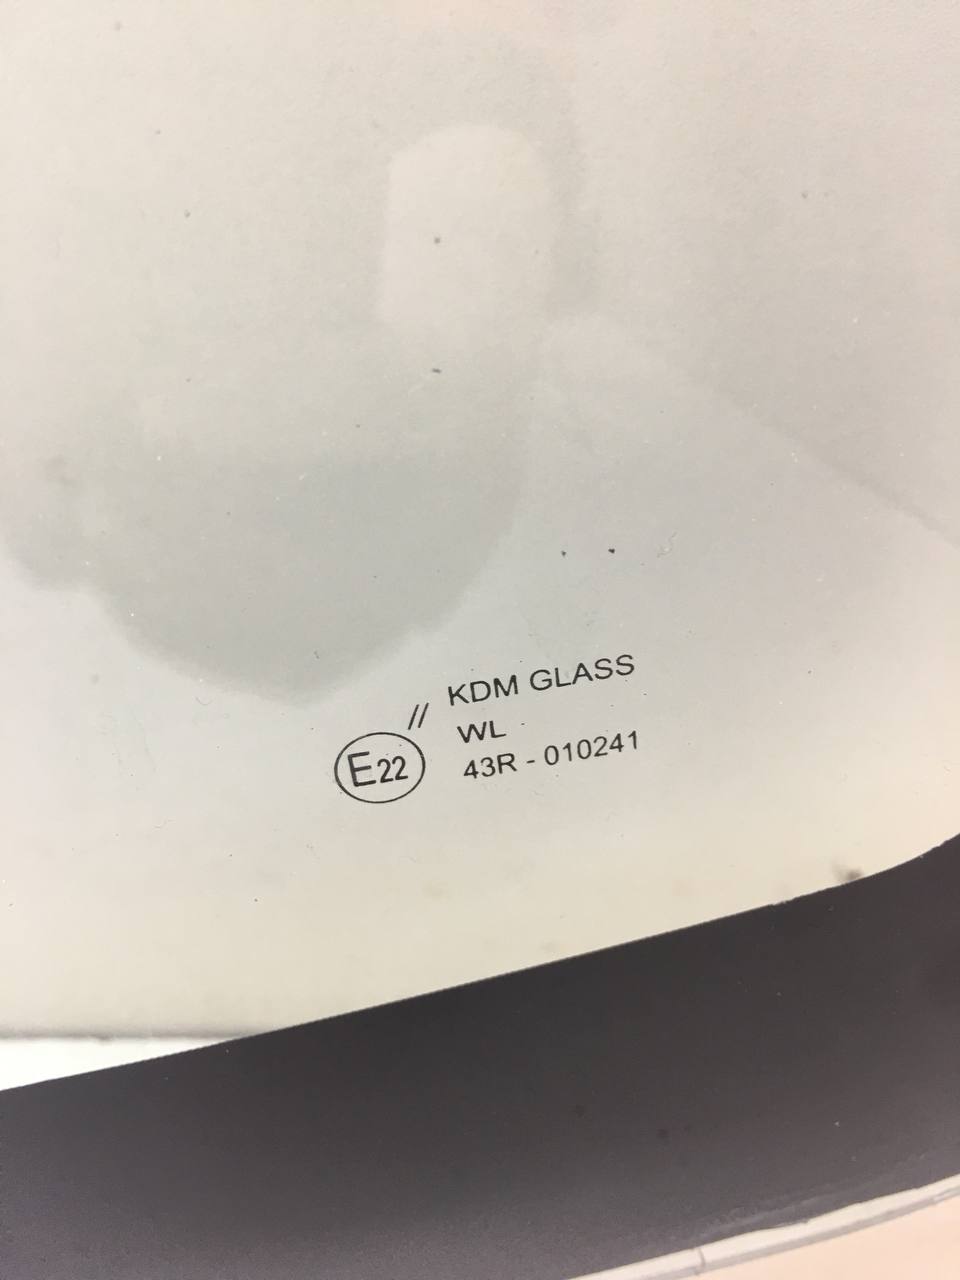 // KDM GLASS
WL
E22 43R - 010241